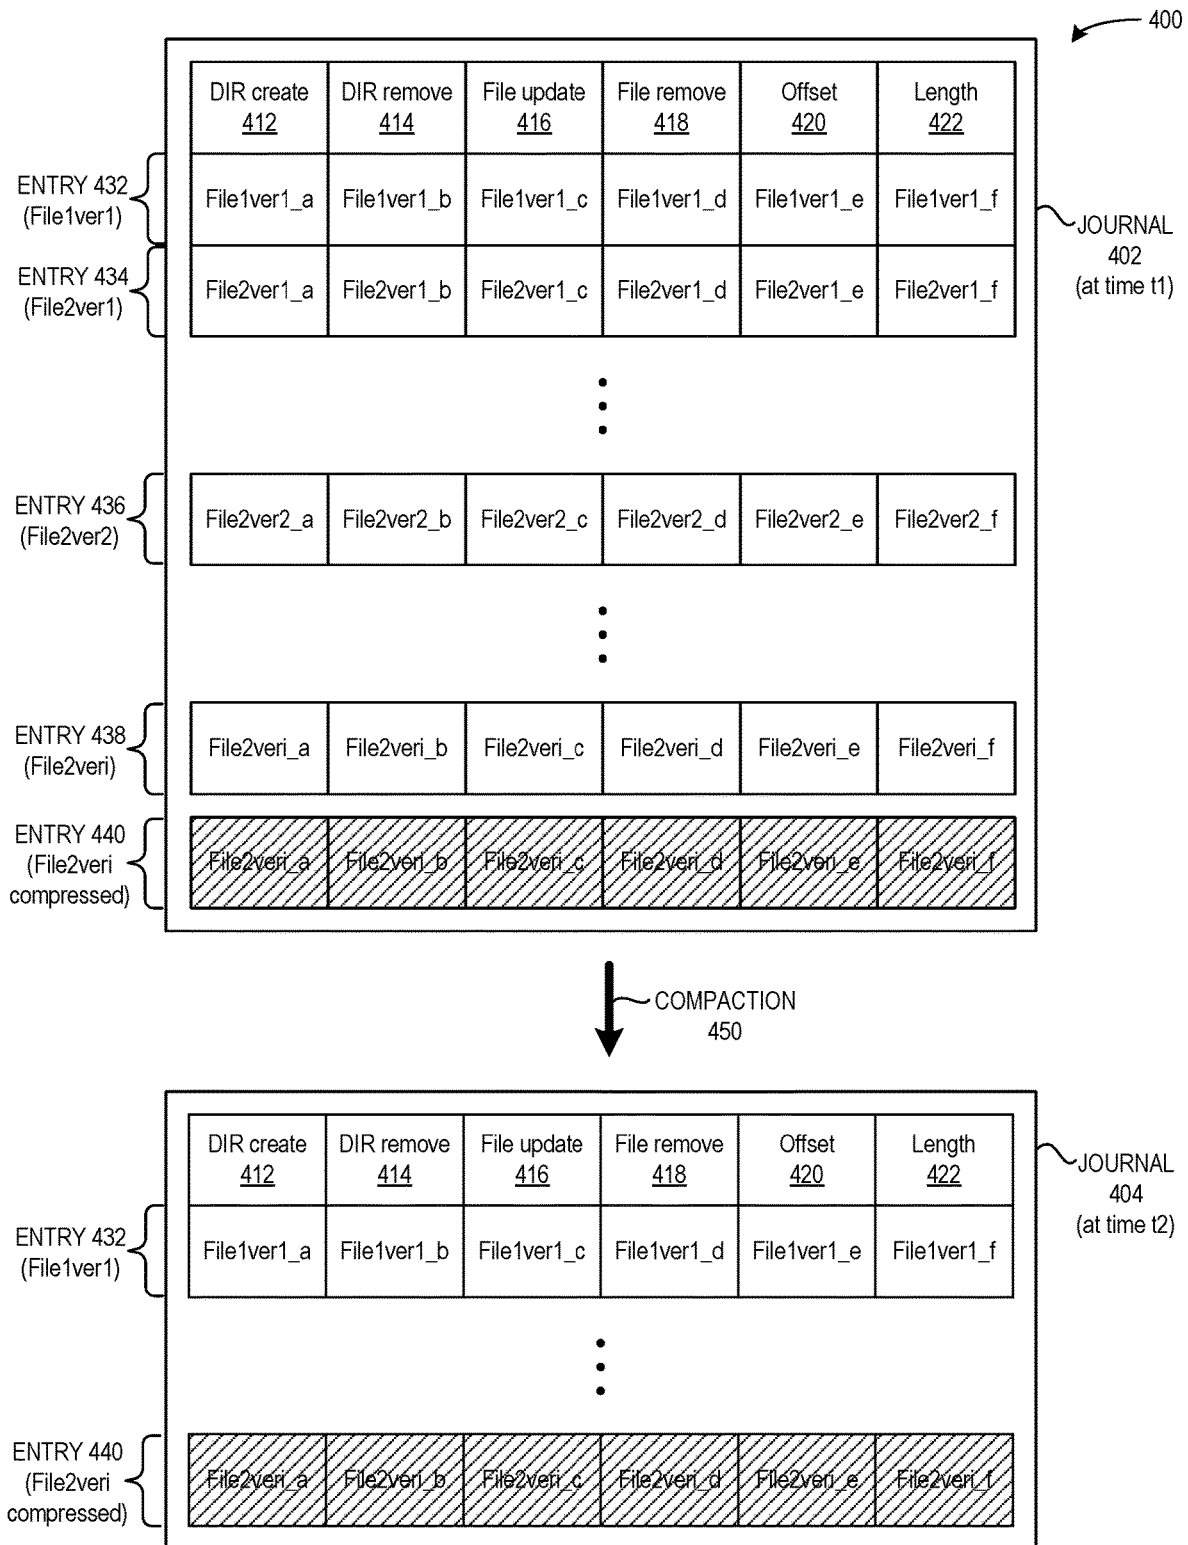 400
DIR create DIR remove File update File remove Offset Length
412 414 416 418 420 422
ENTRY 432
(File1ver1)
File1ver1_a File1ver1_b File1ver1_c File1ver1_d File1ver1_e File1ver1_f
JOURNAL
402
(at time t1)
ENTRY 434
(File2ver1)
File2ver1_a File2ver1_b File2ver1_c File2ver1_d File2ver1_e File2ver1_f
ENTRY 436
(File2ver2)
File2ver2_a File2ver2_b File2ver2_c File2ver2_d File2ver2_e File2ver2_f
ENTRY 438
(File2veri)
File2veri_a File2veri_b File2veri_c File2veri_d File2veri_e File2veri_f
ENTRY 440
(File2veri
compressed)
File2veri_a File2veri_b File2veri_c File2veri_d File2veri_e File2veri_f
COMPACTION
450
DIR create DIR remove File update File remove Offset Length
412 414 416 418 420 422
JOURNAL
404
(at time t2)
ENTRY 432
(File1ver1)
File1ver1_a File1ver1_b File1ver1_c File1ver1_d File1ver1_e File1ver1_f
ENTRY 440
(File2veri
compressed)
File2veri_a File2veri_b File2veri_c File2veri_d File2veri_e File2veri_f